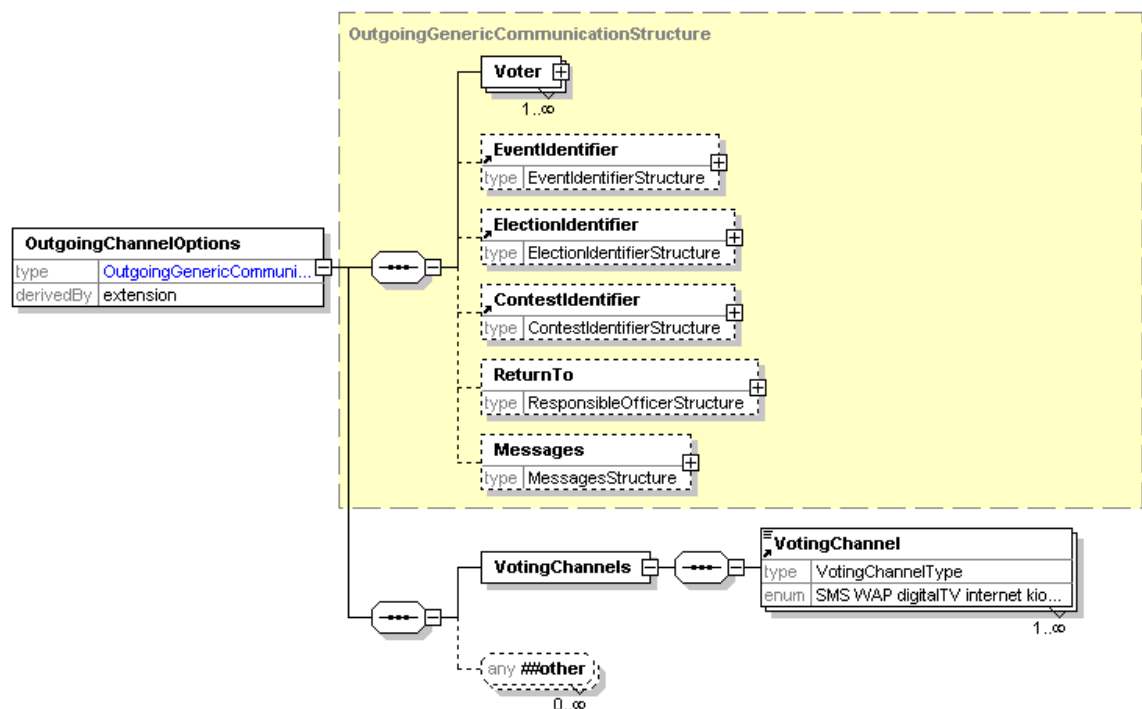 OutgoingGenericCommunicationStructure
Voter
1..∞
EventIdentifier
type EventIdentifierStructure
ElectionIdentifier
type ElectionIdentifierStructure
OutgoingChannelOptions
type OutgoingGenericCommuni...
derivedBy extension
ContestIdentifier
type ContestIdentifierStructure
ReturnTo
type ResponsibleOfficerStructure
Messages
type MessagesStructure
VotingChannels
VotingChannel
type VotingChannelType
enum SMS WAP digitalTV internet kio...
1..∞
any ##other
0..∞